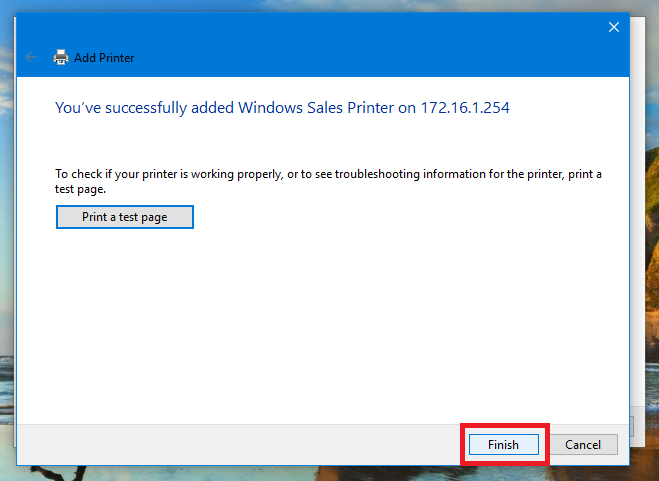 Add Printer
You've successfully added Windows Sales Printer on 172.16.1.254
To check if your printer is working properly, or to see troubleshooting information for the printer, print a
test page.
Print a test page
Finish
Cancel